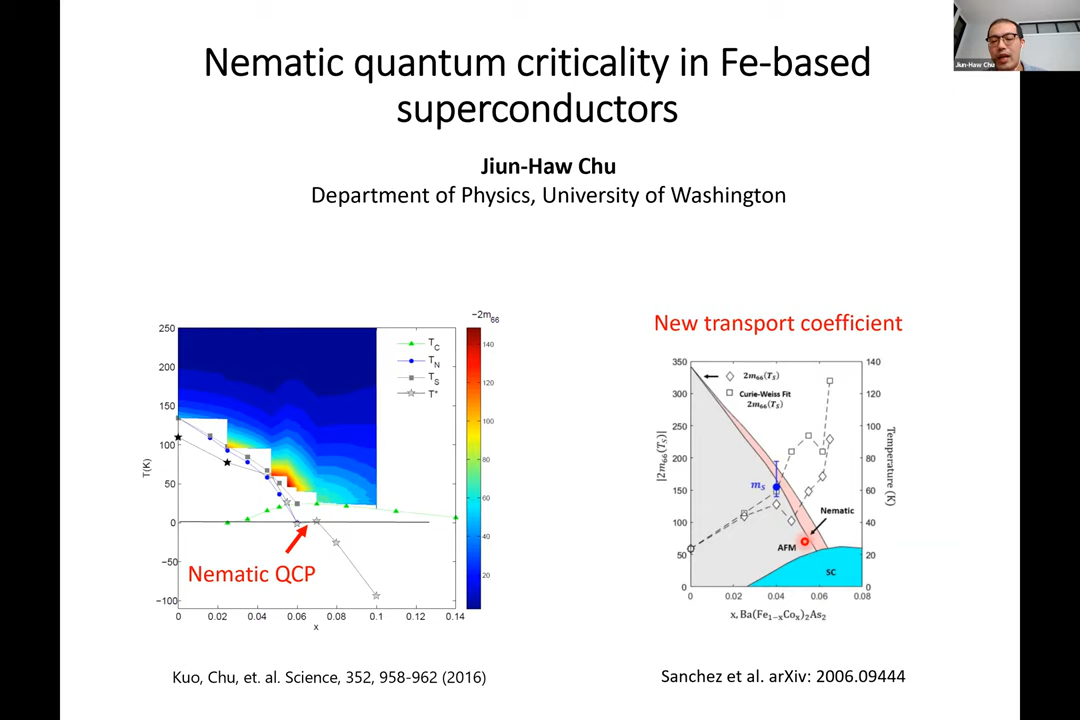 Nematic quantum criticality in Fe-based
superconductors
Jiun-Haw Chu
Jiun-Haw Chu
Department of Physics, University of Washington
−2m66
250
200
150
100
50
0
−50
−100
T(K)
0
0.02
0.04
0.06
0.08
0.1
0.12
0.14
x
TC
TN
TS
T*
140
120
100
80
60
40
20
Nematic QCP
Kuo, Chu, et. al. Science, 352, 958-962 (2016)
New transport coefficient
350
300
250
200
150
100
50
0
|2m66(TS)|
2m66(TS)
Curie-Weiss Fit
2m66(TS)
mS
Nematic
AFM
SC
140
120
100
80
60
40
20
0
Temperature (K)
0
0.02
0.04
0.06
0.08
x, Ba(Fe1−xCox)2As2
Sanchez et al. arXiv: 2006.09444